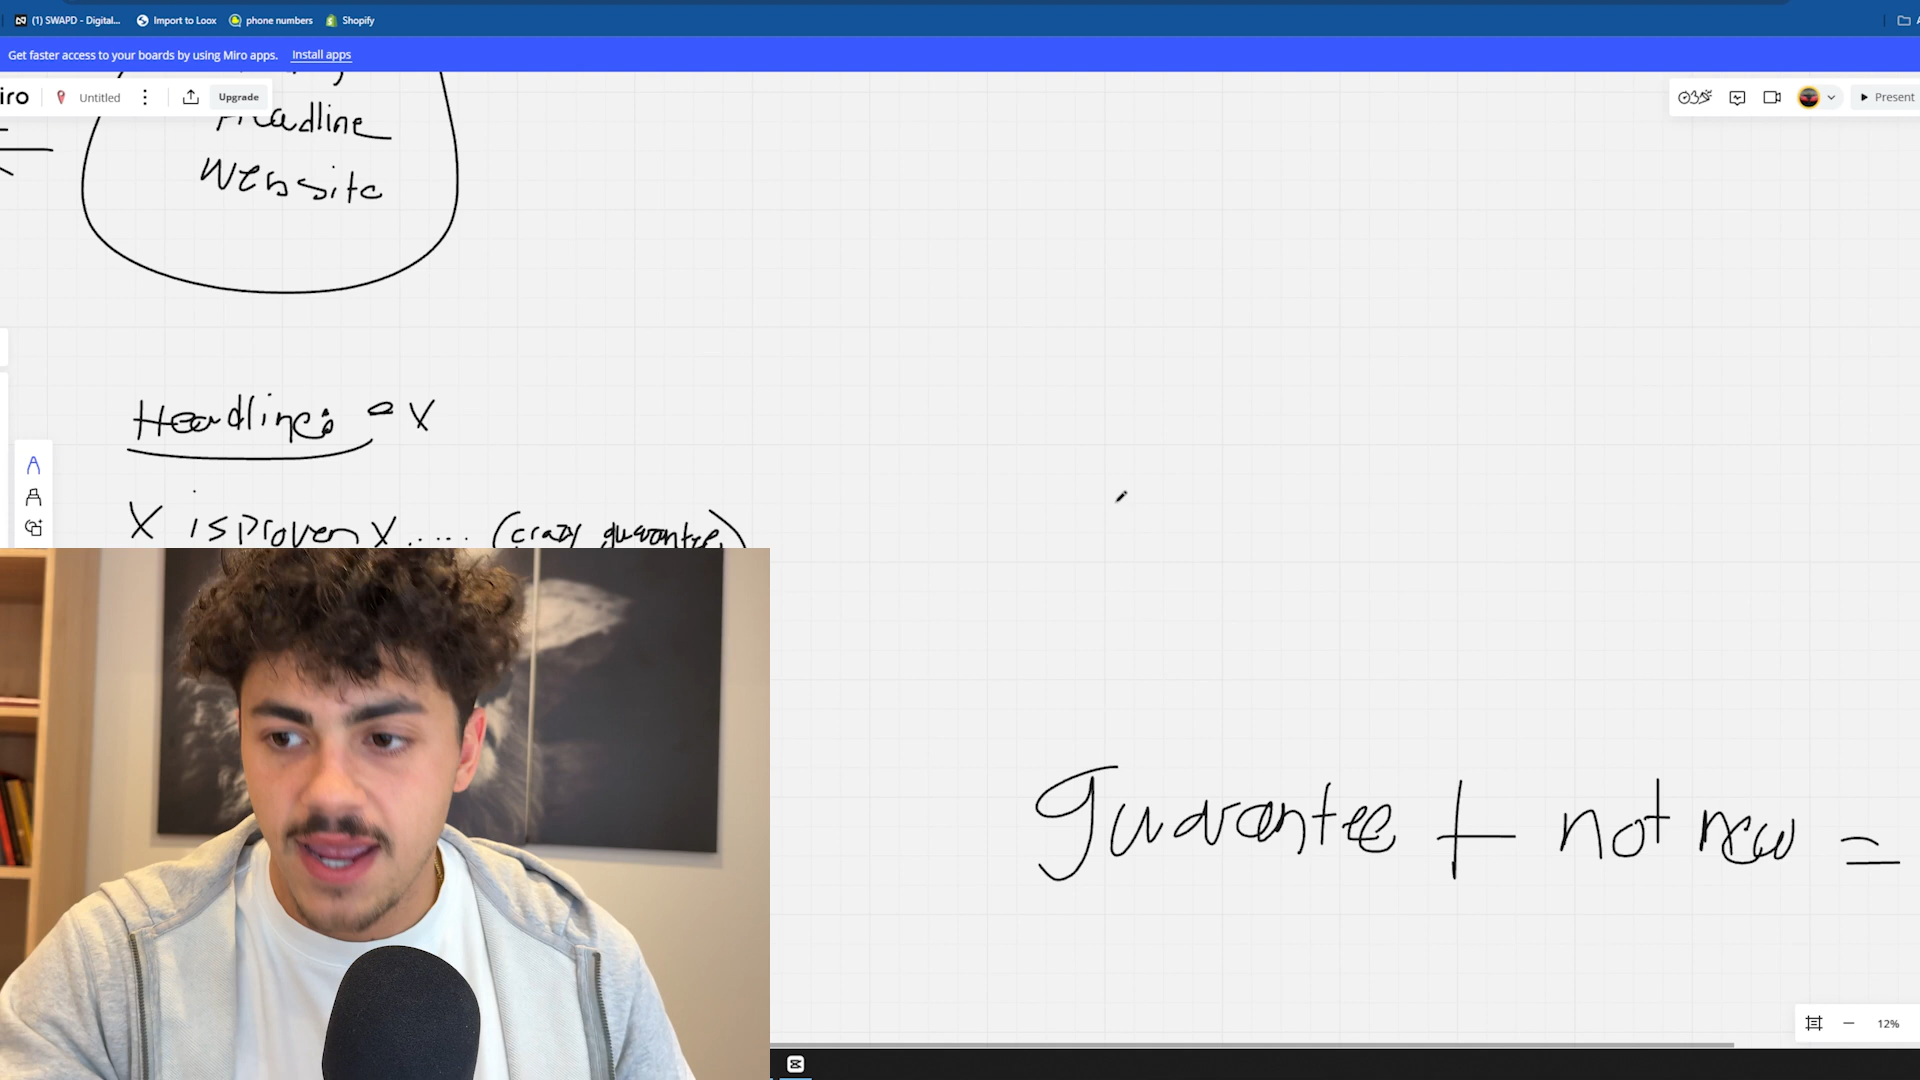 (1) SWAPD - Digital... Import to Loox phone numbers Shopify
Get faster access to your boards by using Miro apps. Install apps
iro Untitled Upgrade
Present
Headline
Website
Headlines = X
X is proven X..... (crazy guarantee)
guarantee + not new =
12%